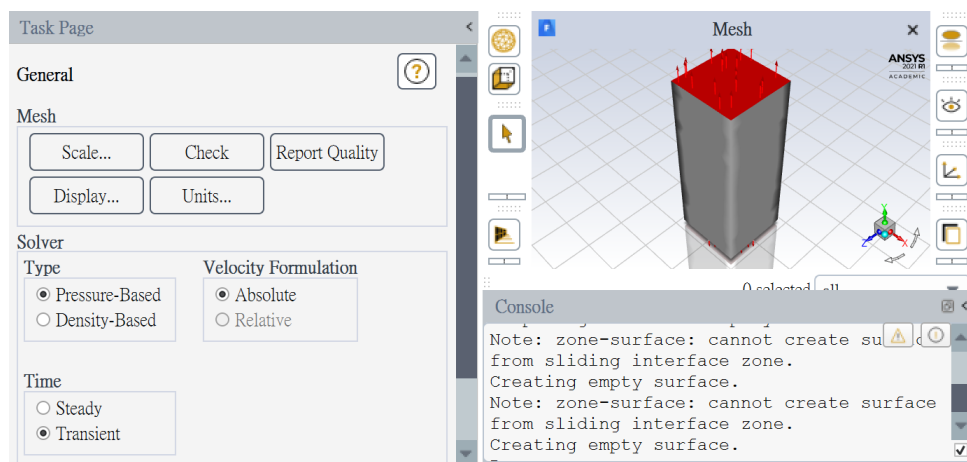 Task Page
General
Mesh
Scale...
Check
Report Quality
Display...
Units...
Solver
Type
Velocity Formulation
Pressure-Based
Absolute
Density-Based
Relative
Time
Steady
Transient
Mesh
ANSYS
2021 R1
ACADEMIC
Y
Z
X
0 selected all
Console
Note: zone-surface: cannot create
from sliding interface zone.
Creating empty surface.
Note: zone-surface: cannot create surface
from sliding interface zone.
Creating empty surface.